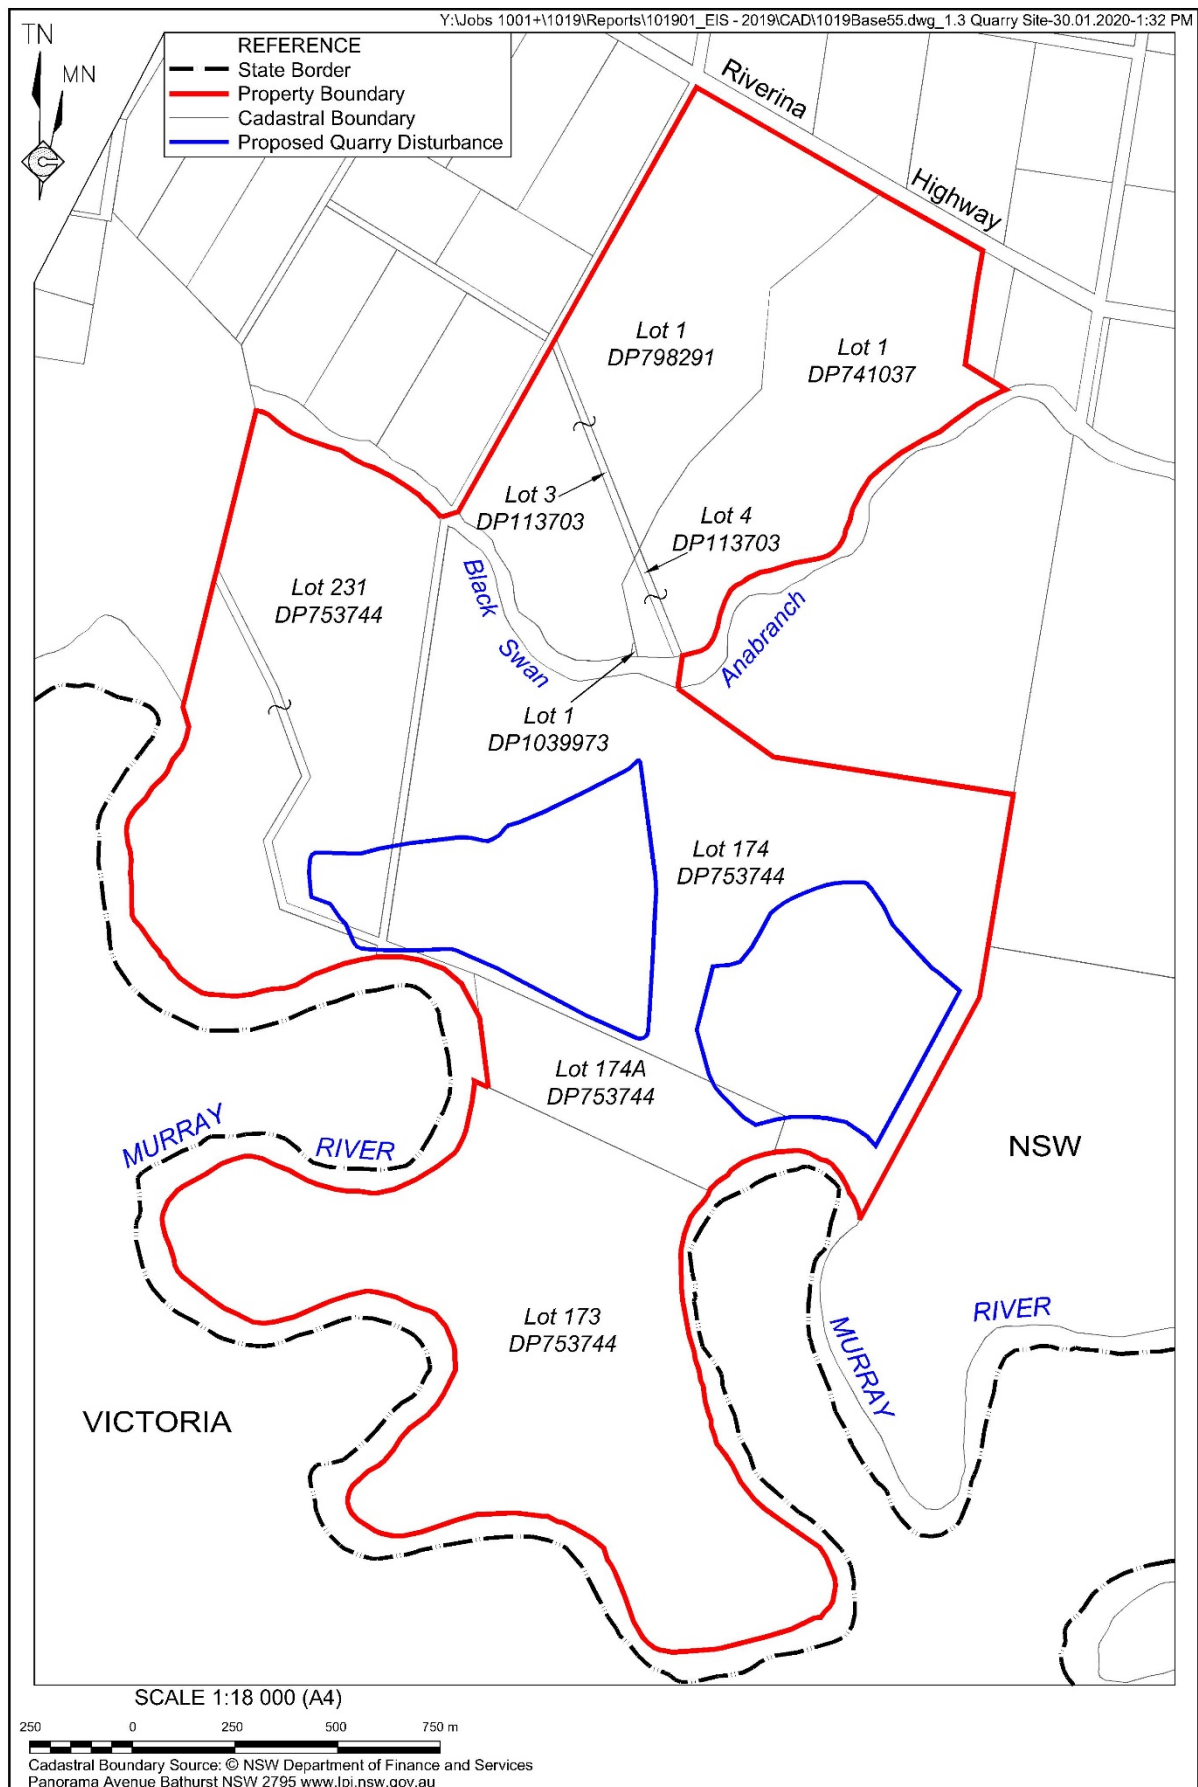 Y:\Jobs 1001+\1019\Reports\101901_EIS - 2019\CAD\1019Base55.dwg_1.3 Quarry Site-30.01.2020-1:32 PM
TN
MN
REFERENCE
State Border
Property Boundary
Cadastral Boundary
Proposed Quarry Disturbance
Riverina
Highway
Lot 1
DP798291
Lot 1
DP741037
Lot 3
DP113703
Lot 4
DP113703
Lot 231
DP753744
Black
Swan
Anabranch
Lot 1
DP1039973
Lot 174
DP753744
Lot 174A
DP753744
MURRAY
RIVER
NSW
Lot 173
DP753744
RIVER
MURRAY
VICTORIA
SCALE 1:18 000 (A4)
250 0 250 500 750 m
Cadastral Boundary Source: © NSW Department of Finance and Services
Panorama Avenue Bathurst NSW 2795 www.lpi.nsw.gov.au